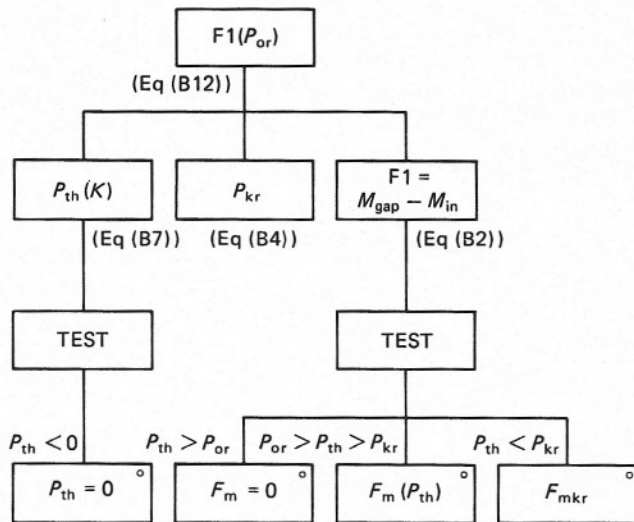 F1(P_or)
(Eq (B12))
P_th(K)
P_kr
F1 =
M_gap − M_in
(Eq (B7))
(Eq (B4))
(Eq (B2))
TEST
TEST
P_th < 0
P_th > P_or
P_or > P_th > P_kr
P_th < P_kr
P_th = 0
F_m = 0
F_m(P_th)
F_mkr